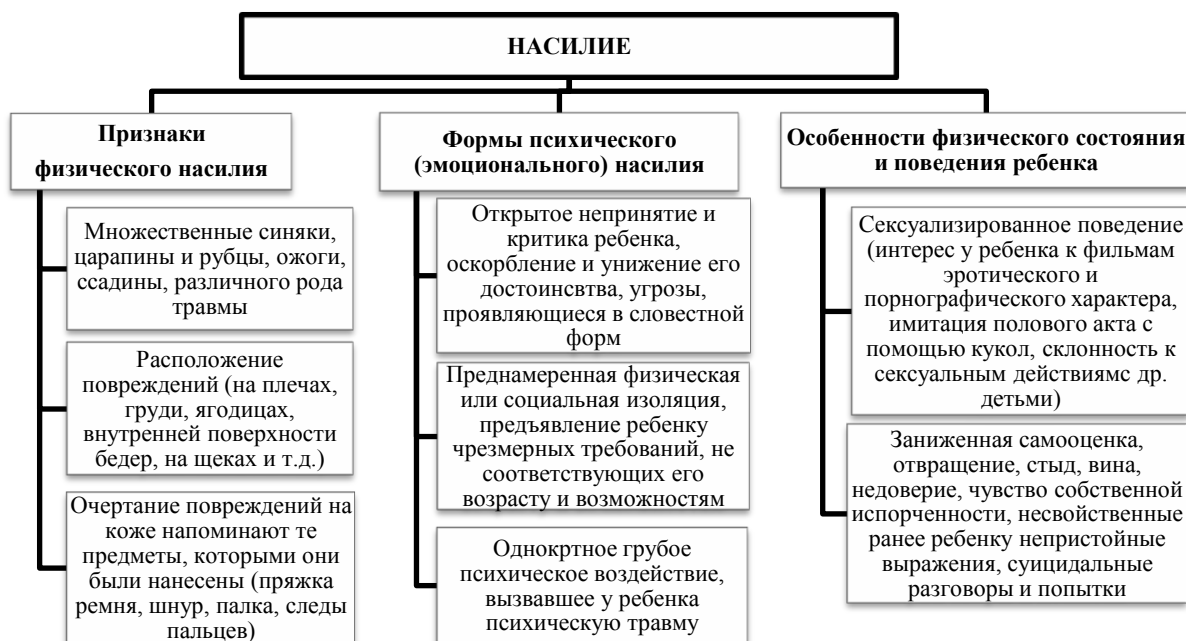 НАСИЛИЕ
Признаки
физического насилия
Множественные синяки,
царапины и рубцы, ожоги,
ссадины, различного рода
травмы
Расположение
повреждений (на плечах,
груди, ягодицах,
внутренней поверхности
бедер, на щеках и т.д.)
Очертание повреждений на
коже напоминают те
предметы, которыми они
были нанесены (пряжка
ремня, шнур, палка, следы
пальцев)
Формы психического
(эмоционального) насилия
Открытое непринятие и
критика ребенка,
оскорбление и унижение его
достоинсвтва, угрозы,
проявляющиеся в словестной
форм
Преднамеренная физическая
или социальная изоляция,
предъявление ребенку
чрезмерных требований, не
соответствующих его
возрасту и возможностям
Однокртное грубое
психическое воздействие,
вызвавшее у ребенка
психическую травму
Особенности физического состояния
и поведения ребенка
Сексуализированное поведение
(интерес у ребенка к фильмам
эротического и
порнографического характера,
имитация полового акта с
помощью кукол, склонность к
сексуальным действиямс др.
детьми)
Заниженная самооценка,
отвращение, стыд, вина,
недоверие, чувство собственной
испорченности, несвойственные
ранее ребенку непристойные
выражения, суицидальные
разговоры и попытки